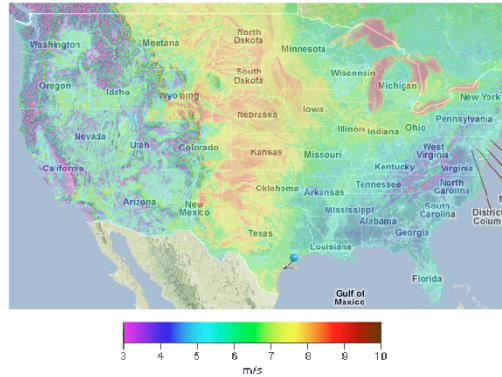 Washington
Montana
North
Dakota
Minnesota
Oregon
Idaho
South
Dakota
Wisconsin
Michigan
New York
Wyoming
Iowa
Pennsylvania
Nebraska
Illinois Indiana
Ohio
Nevada
Utah
Colorado
Kansas
Missouri
West
Virginia
Virginia
Kentucky
California
Oklahoma
Arkansas
Tennessee
North
Carolina
Arizona
New
Mexico
Mississippi
South
Carolina
District
Colum
Alabama
Georgia
Texas
Louisiana
Florida
Gulf of
Mexico
3 4 5 6 7 8 9 10
m/s